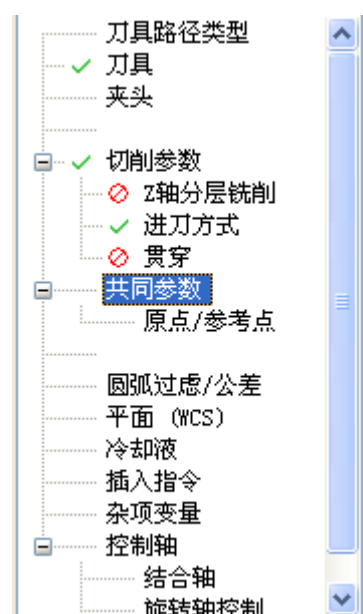 刀具路径类型
刀具
夹头
切削参数
Z轴分层铣削
进刀方式
贯穿
共同参数
原点/参考点
圆弧过虑/公差
平面 (WCS)
冷却液
插入指令
杂项变量
控制轴
结合轴
旋转轴控制